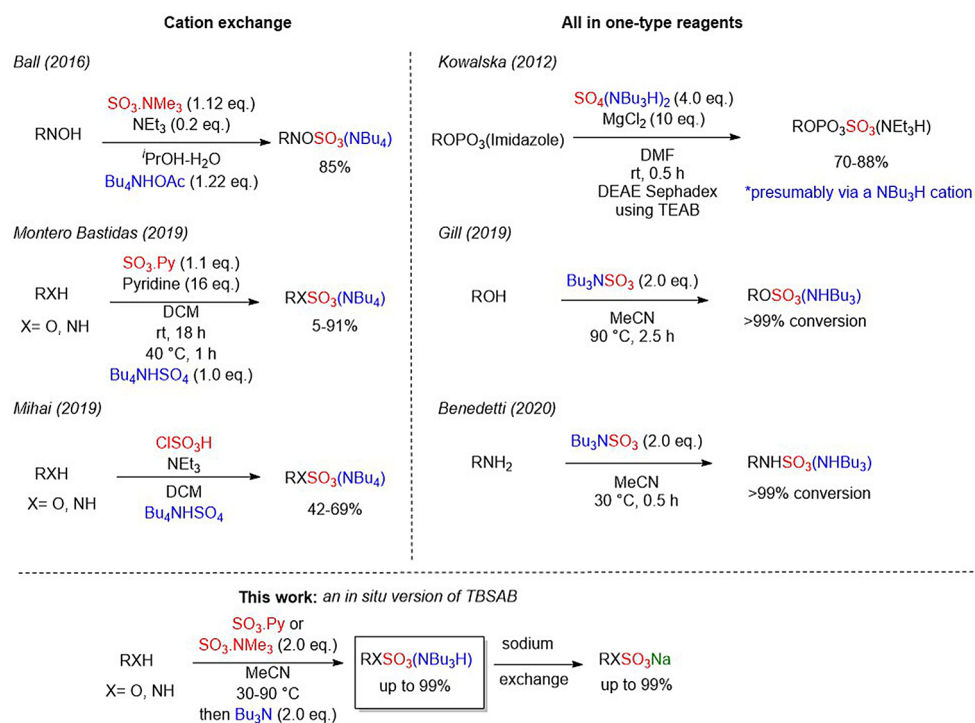 Cation exchange
Ball (2016)
RNOH
SO3.NMe3 (1.12 eq.)
NEt3 (0.2 eq.)
iPrOH-H2O
Bu4NHOAc (1.22 eq.)
RNOSO3(NBu4)
85%
Montero Bastidas (2019)
RXH
X= O, NH
SO3.Py (1.1 eq.)
Pyridine (16 eq.)
DCM
rt, 18 h
40 °C, 1 h
Bu4NHSO4 (1.0 eq.)
RXSO3(NBu4)
5-91%
Mihai (2019)
RXH
X= O, NH
ClSO3H
NEt3
DCM
Bu4NHSO4
RXSO3(NBu4)
42-69%
All in one-type reagents
Kowalska (2012)
ROPO3(Imidazole)
SO4(NBu3H)2 (4.0 eq.)
MgCl2 (10 eq.)
DMF
rt, 0.5 h
DEAE Sephadex
using TEAB
ROPO3SO3(NEt3H)
70-88%
*presumably via a NBu3H cation
Gill (2019)
ROH
Bu3NSO3 (2.0 eq.)
MeCN
90 °C, 2.5 h
ROSO3(NHBu3)
>99% conversion
Benedetti (2020)
RNH2
Bu3NSO3 (2.0 eq.)
MeCN
30 °C, 0.5 h
RNHSO3(NHBu3)
>99% conversion
This work: an in situ version of TBSAB
RXH
X= O, NH
SO3.Py or
SO3.NMe3 (2.0 eq.)
MeCN
30-90 °C
then Bu3N (2.0 eq.)
RXSO3(NBu3H)
up to 99%
sodium
exchange
RXSO3Na
up to 99%